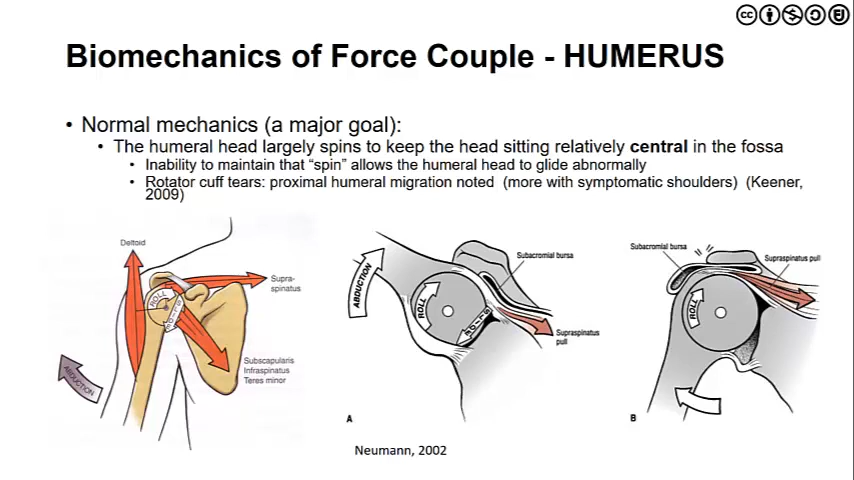 Biomechanics of Force Couple - HUMERUS
• Normal mechanics (a major goal):
• The humeral head largely spins to keep the head sitting relatively central in the fossa
• Inability to maintain that “spin” allows the humeral head to glide abnormally
• Rotator cuff tears: proximal humeral migration noted (more with symptomatic shoulders) (Keener,
2009)
Deltoid
Supra-
spinatus
ROLL
SLIDE
Subscapularis
Infraspinatus
Teres minor
ABDUCTION
Subacromial bursa
ABDUCTION
ROLL
SLIDE
Supraspinatus
pull
A
Subacromial bursa
Supraspinatus
pull
ROLL
B
Neumann, 2002